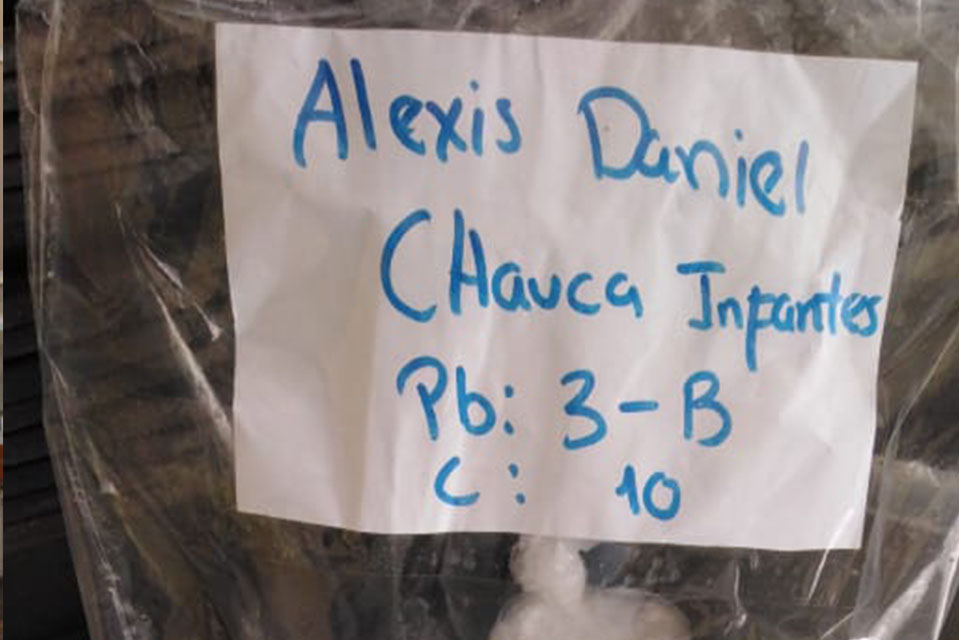 Alexis Daniel
CHauca Infantes
Pb: 3-B
C: 10